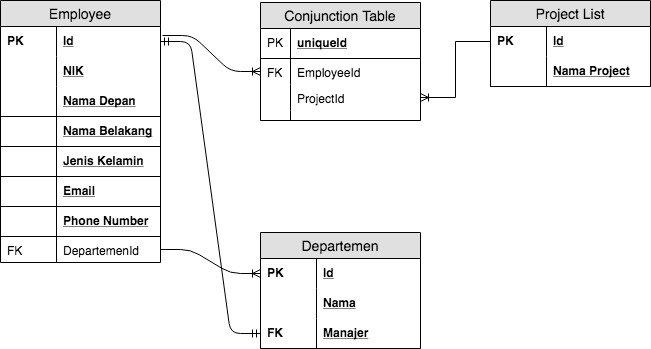 Employee
PK Id
NIK
Nama Depan
Nama Belakang
Jenis Kelamin
Email
Phone Number
FK DepartemenId
Conjunction Table
PK uniqueId
FK EmployeeId
ProjectId
Project List
PK Id
Nama Project
Departemen
PK Id
Nama
FK Manajer